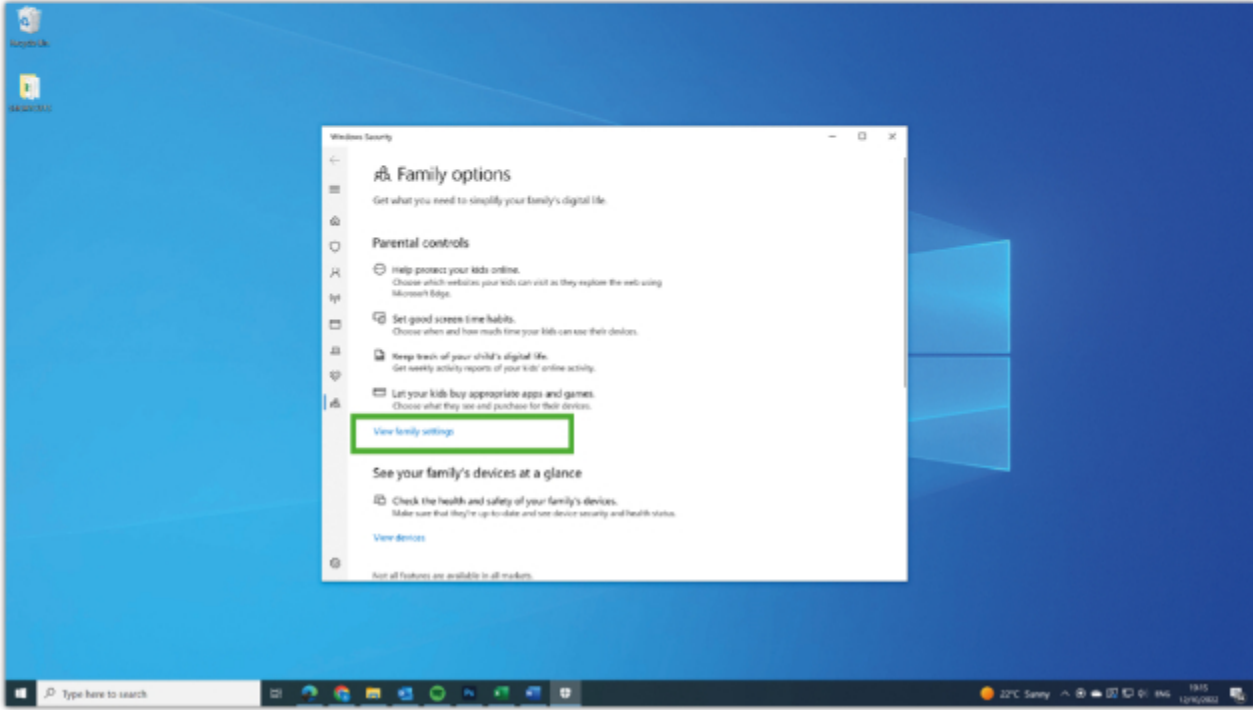 Windows Security
Family options
Get what you need to simplify your family's digital life.
Parental controls
Help protect your kids online.
Choose which websites your kids can visit as they explore the web using
Microsoft Edge.
Set good screen time habits.
Choose when and how much time your kids can use their devices.
Keep track of your child's digital life.
Get weekly activity reports of your kids' online activity.
Let your kids buy appropriate apps and games.
Choose what they see and purchase for their devices.
View family settings
See your family's devices at a glance
Check the health and safety of your family's devices.
Make sure that they're up-to-date and see device security and health status.
View devices
Not all features are available in all markets.
Type here to search
22°C Sunny
ENG
19:15
12/10/2022